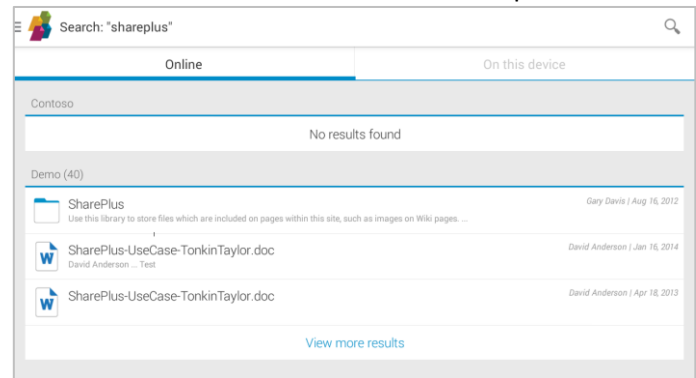 Search: "shareplus"
Online
On this device
Contoso
No results found
Demo (40)
SharePlus
Gary Davis | Aug 16, 2012
Use this library to store files which are included on pages within this site, such as images on Wiki pages. ...
SharePlus-UseCase-TonkinTaylor.doc
David Anderson | Jan 16, 2014
David Anderson ... Test
SharePlus-UseCase-TonkinTaylor.doc
David Anderson | Apr 18, 2013
View more results